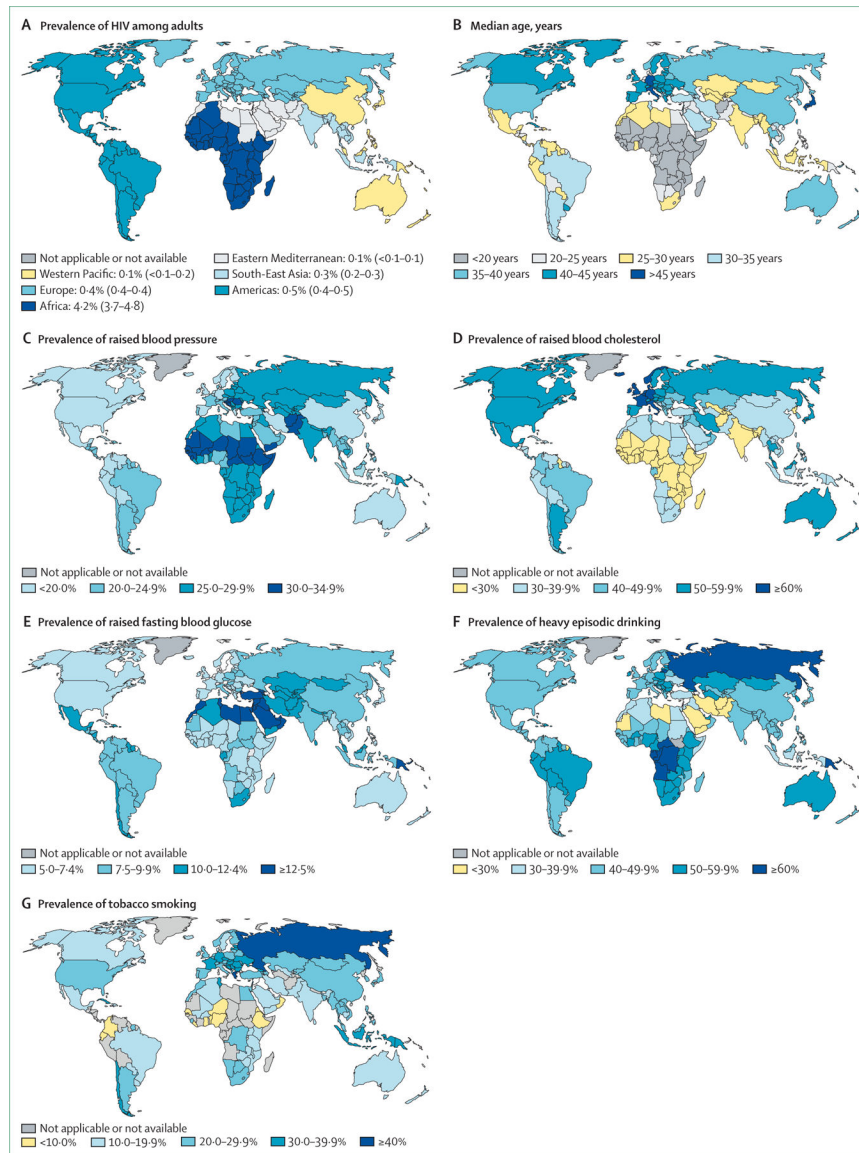 A Prevalence of HIV among adults
Not applicable or not available
Eastern Mediterranean: 0·1% (<0·1–0·1)
Western Pacific: 0·1% (<0·1–0·2)
South-East Asia: 0·3% (0·2–0·3)
Europe: 0·4% (0·4–0·4)
Americas: 0·5% (0·4–0·5)
Africa: 4·2% (3·7–4·8)
B Median age, years
<20 years 20–25 years 25–30 years 30–35 years
35–40 years 40–45 years >45 years
C Prevalence of raised blood pressure
Not applicable or not available
<20·0% 20·0–24·9% 25·0–29·9% 30·0–34·9%
D Prevalence of raised blood cholesterol
Not applicable or not available
<30% 30–39·9% 40–49·9% 50–59·9% ≥60%
E Prevalence of raised fasting blood glucose
Not applicable or not available
5·0–7·4% 7·5–9·9% 10·0–12·4% ≥12·5%
F Prevalence of heavy episodic drinking
Not applicable or not available
<30% 30–39·9% 40–49·9% 50–59·9% ≥60%
G Prevalence of tobacco smoking
Not applicable or not available
<10·0% 10·0–19·9% 20·0–29·9% 30·0–39·9% ≥40%